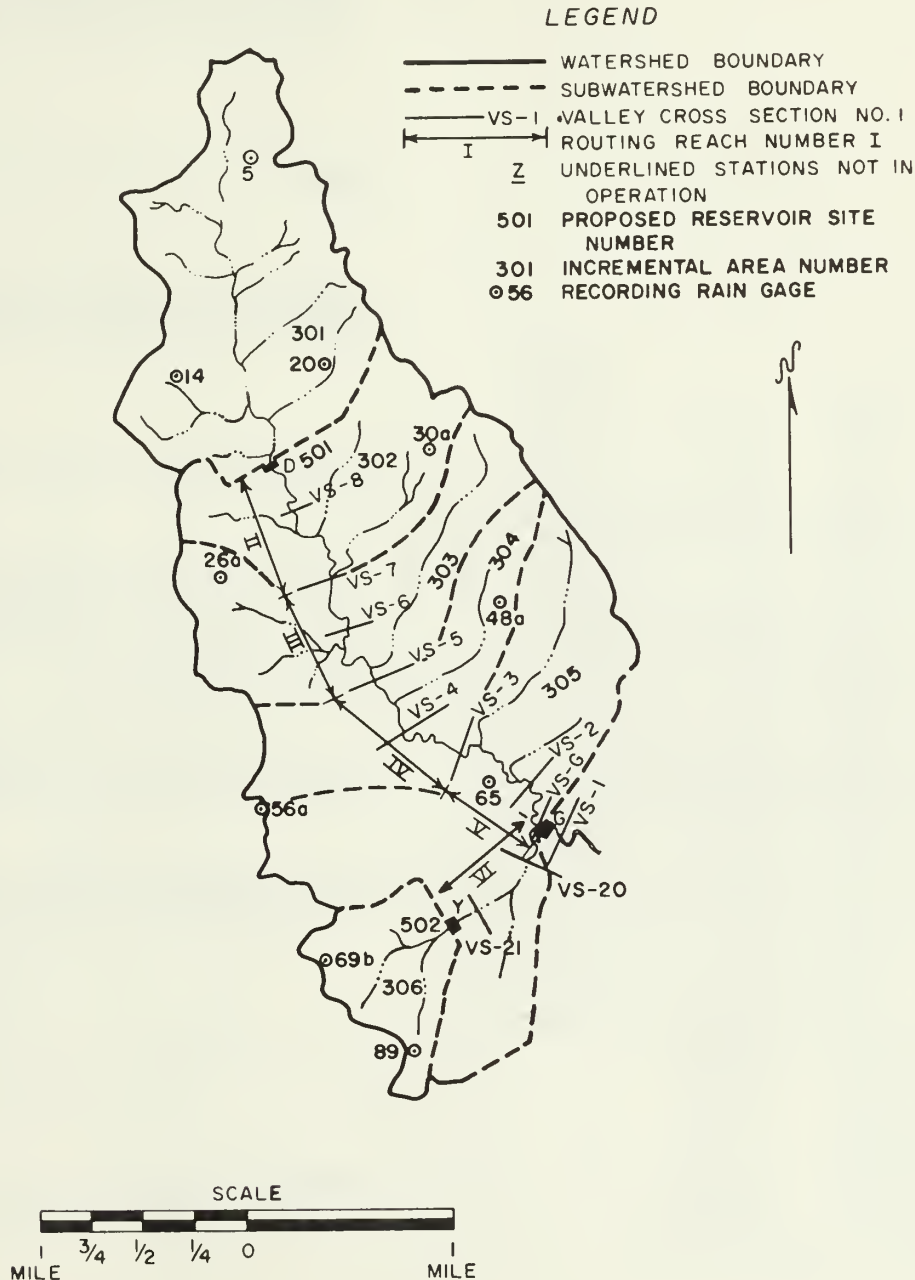 LEGEND
WATERSHED BOUNDARY
SUBWATERSHED BOUNDARY
VS-1 VALLEY CROSS SECTION NO. 1
I ROUTING REACH NUMBER I
Z UNDERLINED STATIONS NOT IN
OPERATION
501 PROPOSED RESERVOIR SITE
NUMBER
301 INCREMENTAL AREA NUMBER
56 RECORDING RAIN GAGE
N
5
301
20
14
30a
D 501
302
VS-8
II
26a
VS-7
303
304
48a
VS-6
III
VS-5
305
VS-4
VS-3
VS-2
IV
VS-G
65
VS-1
56a
G
V
VI
VS-20
502
Y
VS-21
69b
306
89
SCALE
1 3/4 1/2 1/4 0 1
MILE MILE